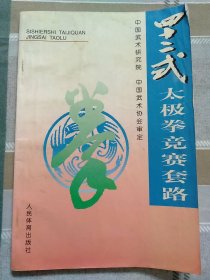 SISHIERSHI TAIJIQUAN
JINGSAI TAOLU
四十二式
太极拳竞赛套路
中国武术研究院 中国武术协会审定
拳
人民体育出版社